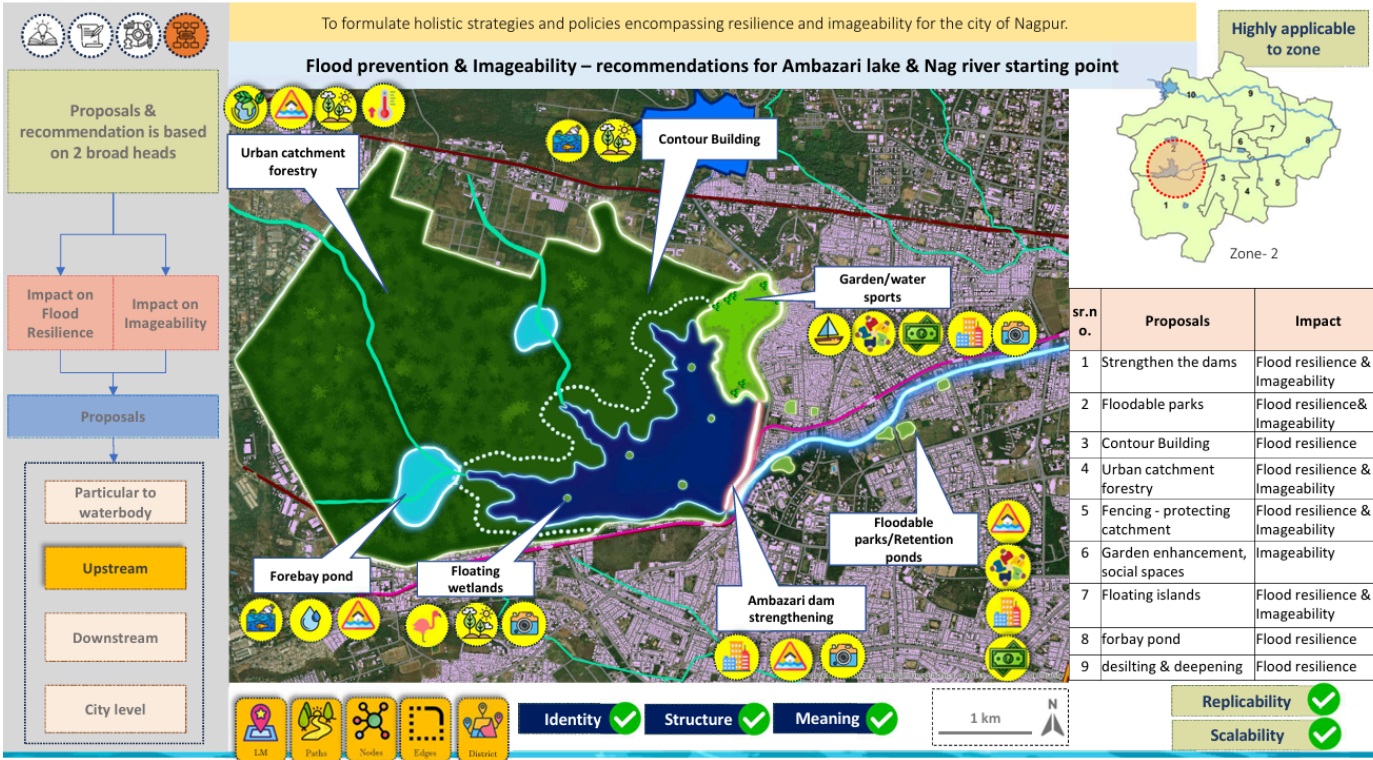 To formulate holistic strategies and policies encompassing resilience and imageability for the city of Nagpur.
Flood prevention & Imageability – recommendations for Ambazari lake & Nag river starting point
Proposals &
recommendation is based
on 2 broad heads
Impact on
Flood
Resilience
Impact on
Imageability
Proposals
Particular to
waterbody
Upstream
Downstream
City level
Urban catchment
forestry
Contour Building
Garden/water
sports
Forebay pond
Floating
wetlands
Ambazari dam
strengthening
Floodable
parks/Retention
ponds
LM
Paths
Nodes
Edges
District
Identity
Structure
Meaning
1 km
N
Highly applicable
to zone
10
9
7
6
8
2
3
4
5
1
Zone- 2
sr.n
o.
Proposals
Impact
1 Strengthen the dams Flood resilience &
Imageability
2 Floodable parks Flood resilience&
Imageability
3 Contour Building Flood resilience
4 Urban catchment Flood resilience &
forestry Imageability
5 Fencing - protecting Flood resilience &
catchment Imageability
6 Garden enhancement, Imageability
social spaces
7 Floating islands Flood resilience &
Imageability
8 forbay pond Flood resilience
9 desilting & deepening Flood resilience
Replicability
Scalability